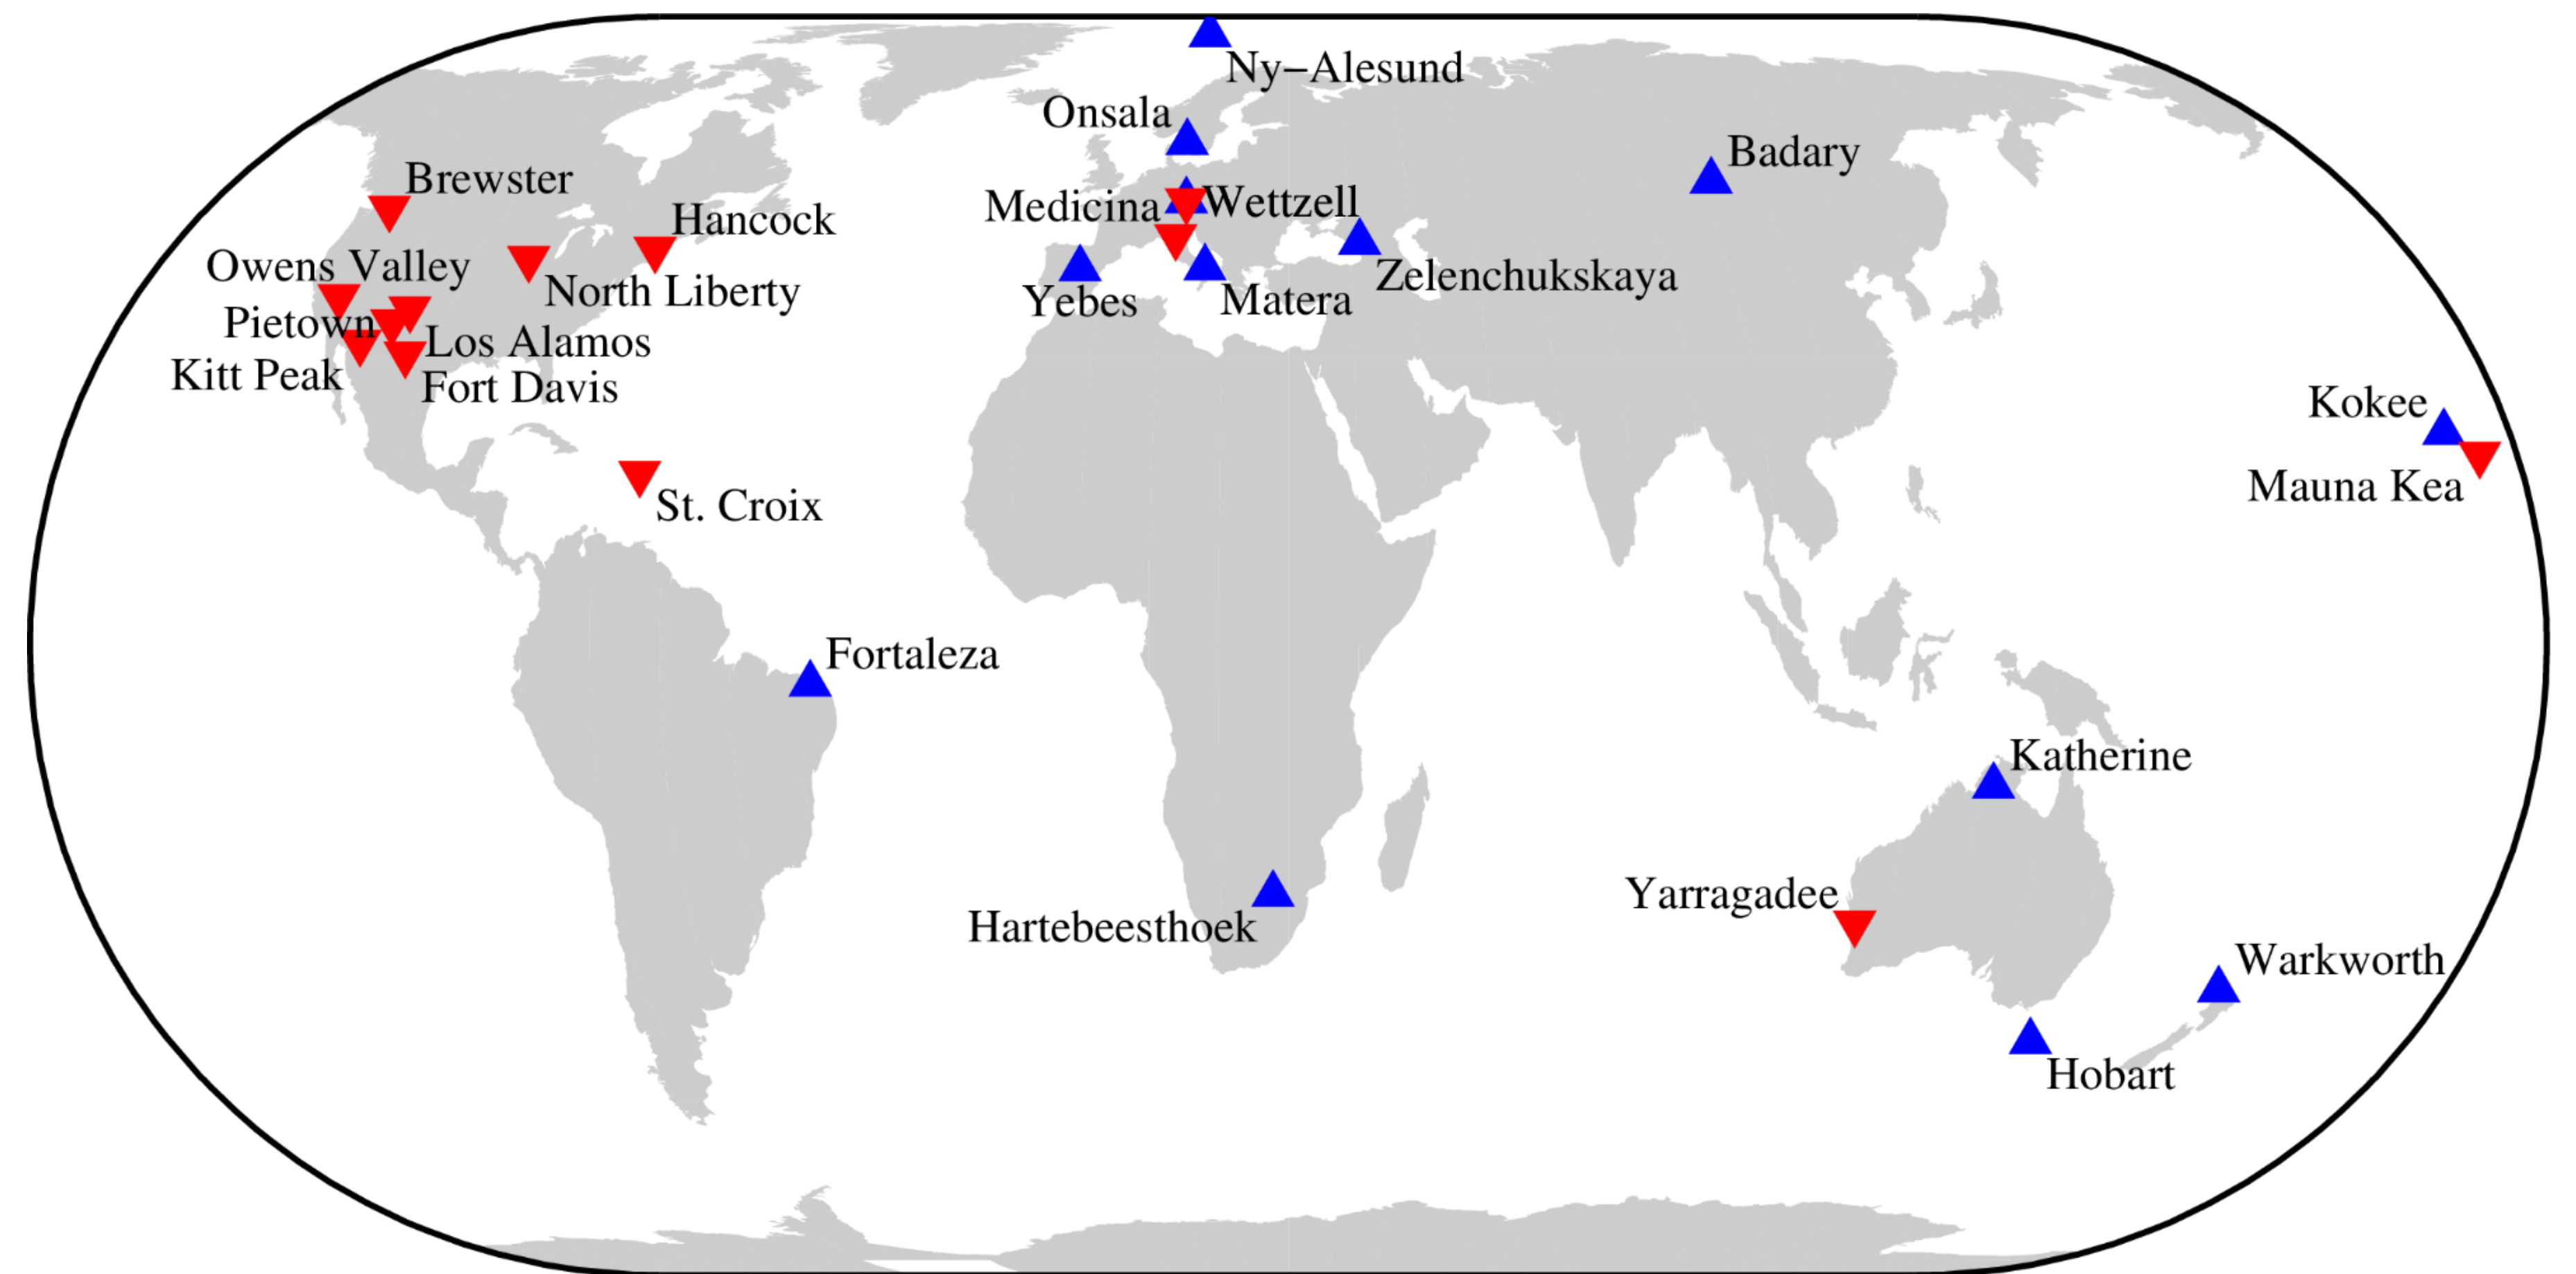 Ny−Alesund
Onsala
Badary
Brewster
Medicina
Wettzell
Hancock
Owens Valley
Zelenchukskaya
North Liberty
Yebes
Matera
Pietown
Los Alamos
Kitt Peak
Fort Davis
Kokee
Mauna Kea
St. Croix
Fortaleza
Katherine
Yarragadee
Hartebeesthoek
Warkworth
Hobart